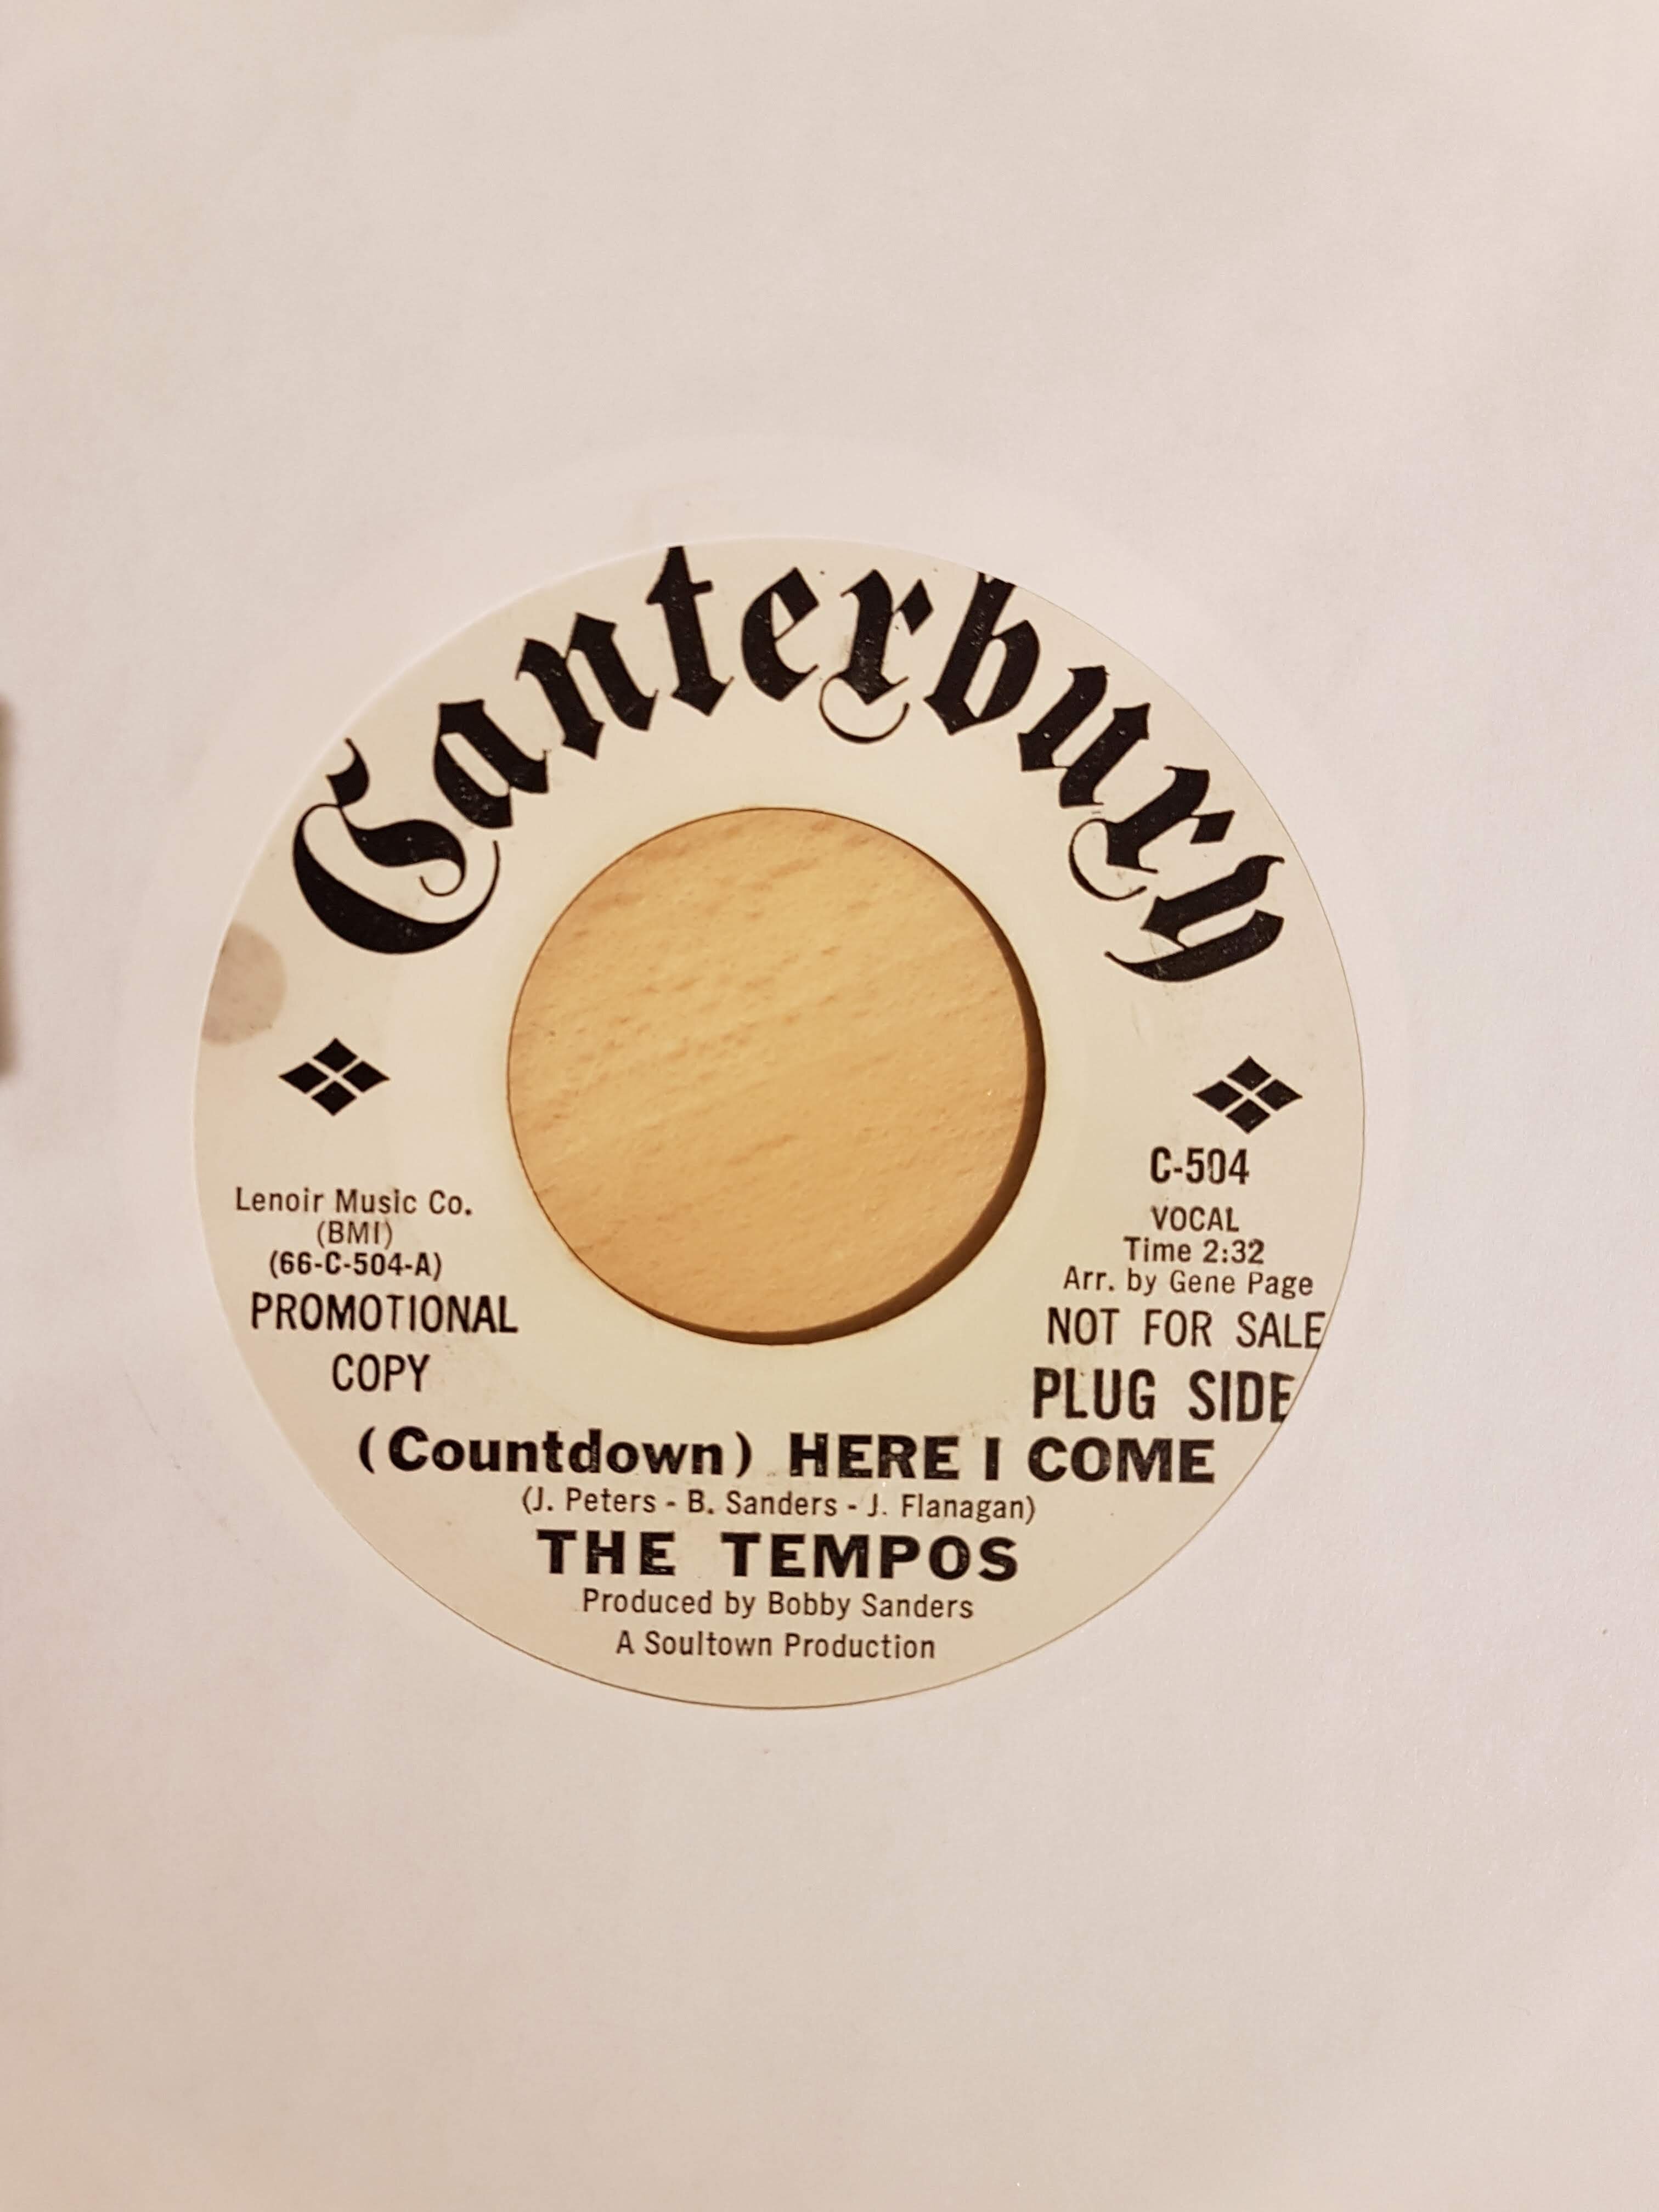 Canterbury
Lenoir Music Co.
(BMI)
(66-C-504-A)
PROMOTIONAL
COPY
C-504
VOCAL
Time 2:32
Arr. by Gene Page
NOT FOR SALE
PLUG SIDE
(Countdown) HERE I COME
(J. Peters - B. Sanders - J. Flanagan)
THE TEMPOS
Produced by Bobby Sanders
A Soultown Production